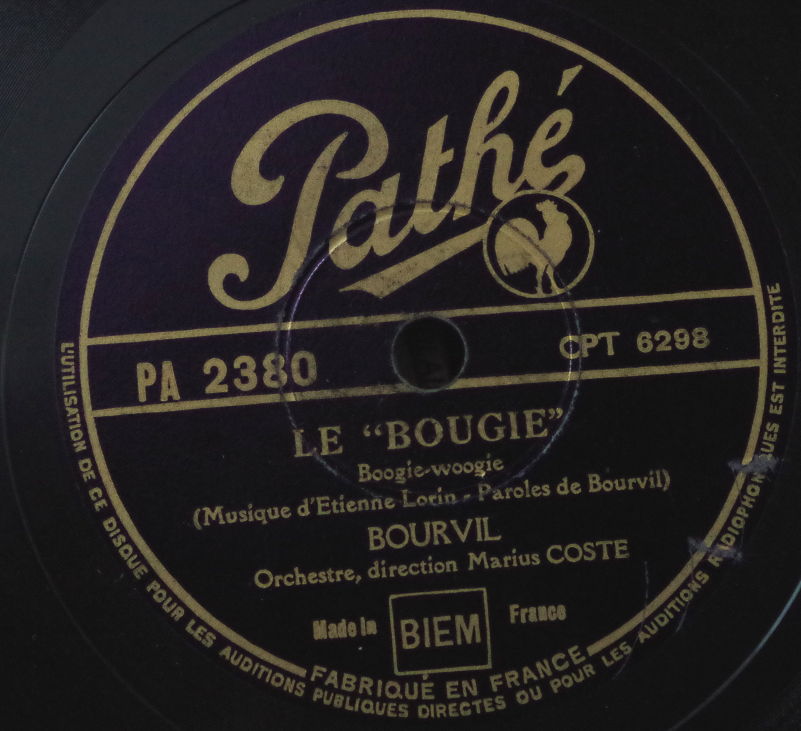 Pathé
PA 2380
CPT 6298
LE "BOUGIE"
Boogie-woogie
(Musique d'Etienne Lorin - Paroles de Bourvil)
BOURVIL
Orchestre, direction Marius COSTE
Made in BIEM France
FABRIQUÉ EN FRANCE
L'UTILISATION DE CE DISQUE POUR LES AUDITIONS PUBLIQUES DIRECTES OU POUR LES AUDITIONS RADIOPHONIQUES EST INTERDITE